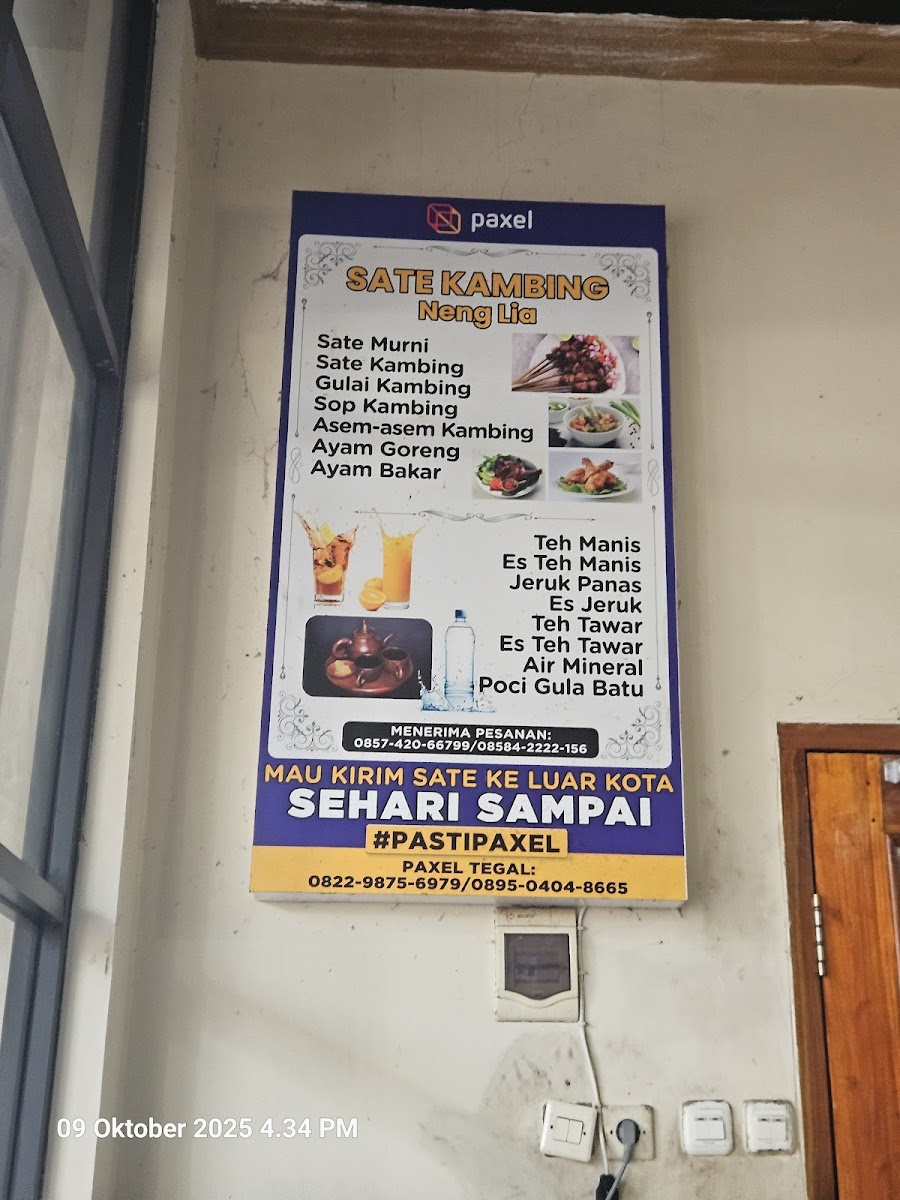 paxel
SATE KAMBING
Neng Lia
Sate Murni
Sate Kambing
Gulai Kambing
Sop Kambing
Asem-asem Kambing
Ayam Goreng
Ayam Bakar
Teh Manis
Es Teh Manis
Jeruk Panas
Es Jeruk
Teh Tawar
Es Teh Tawar
Air Mineral
Poci Gula Batu
MENERIMA PESANAN:
0857-420-66799/08584-2222-156
MAU KIRIM SATE KE LUAR KOTA
SEHARI SAMPAI
#PASTIPAXEL
PAXEL TEGAL:
0822-9875-6979/0895-0404-8665
09 Oktober 2025 4.34 PM